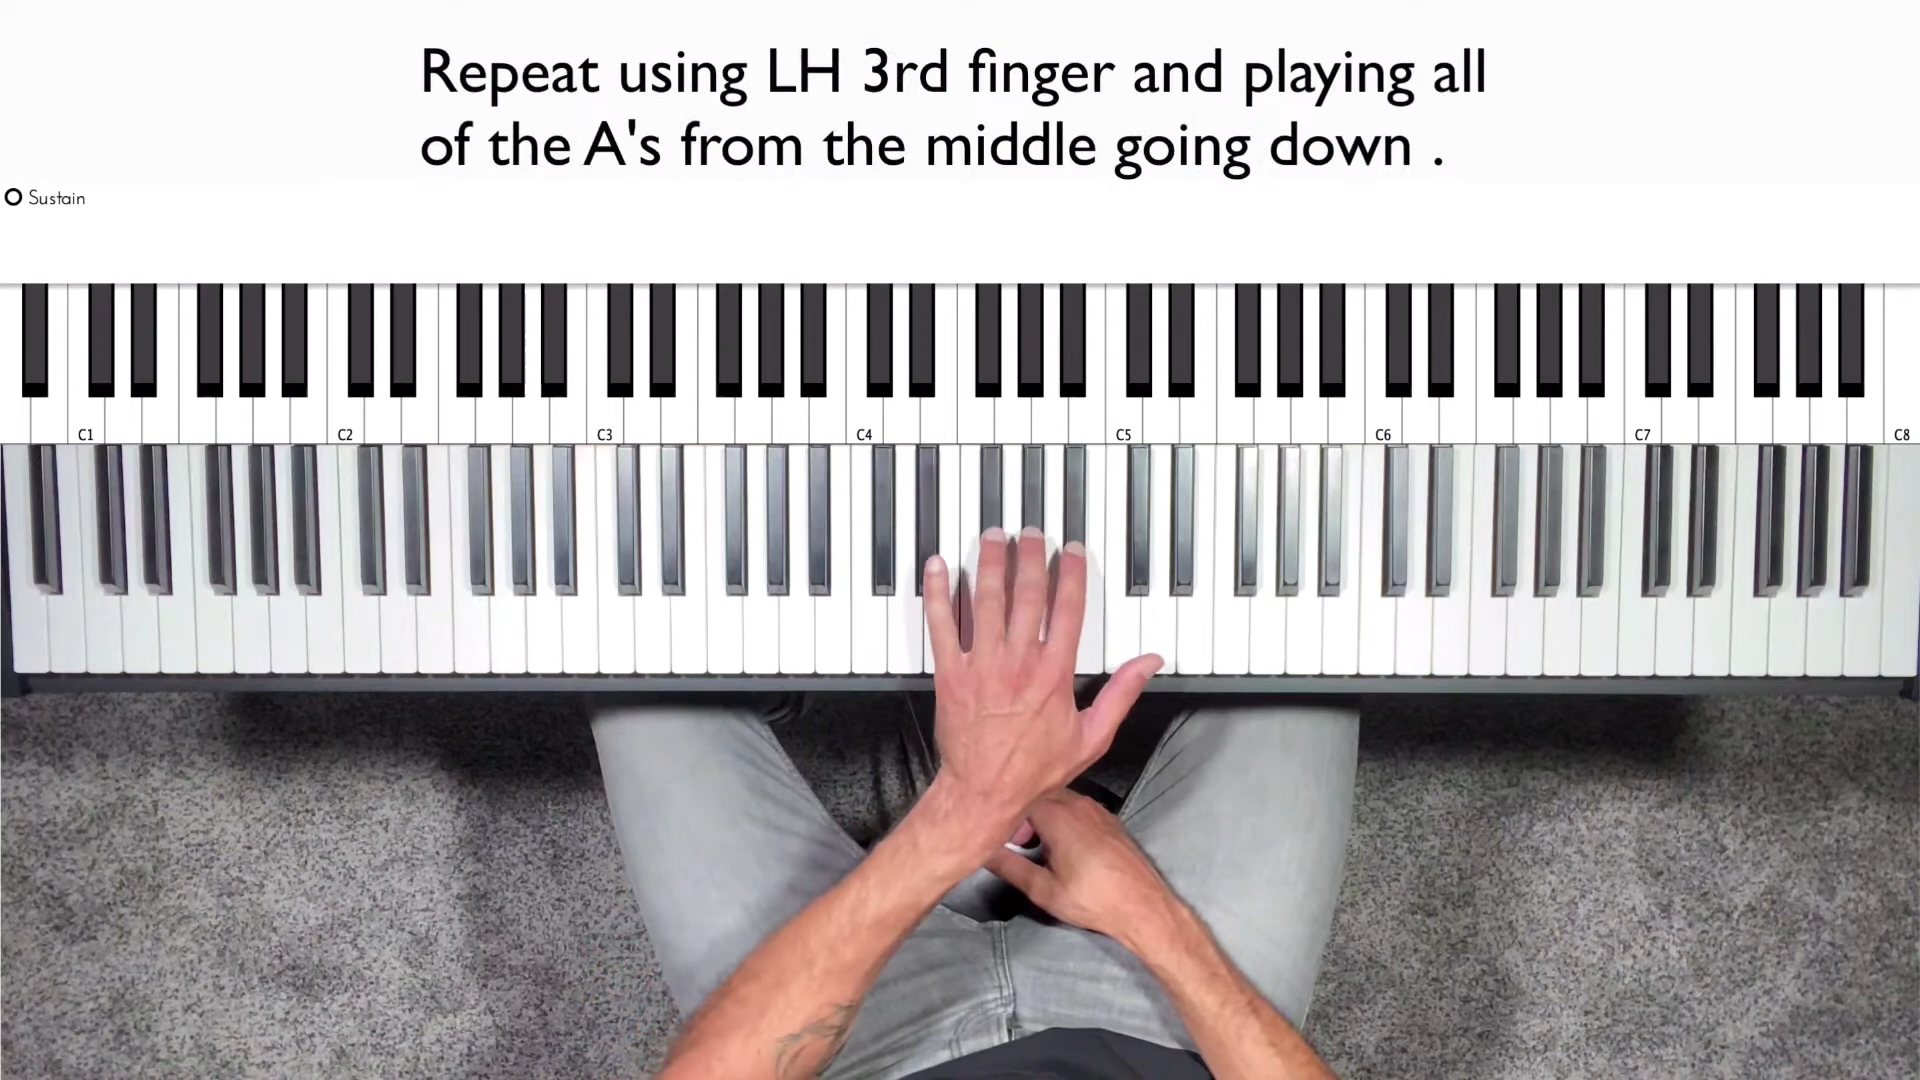 Repeat using LH 3rd finger and playing all
of the A's from the middle going down .
Sustain
C1 C2 C3 C4 C5 C6 C7 C8